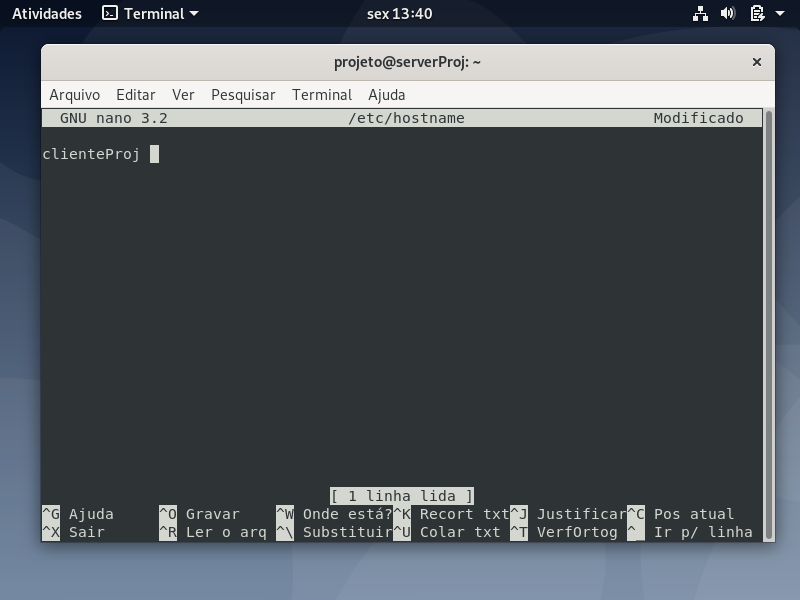 Atividades Terminal sex 13:40
projeto@serverProj: ~ ×
Arquivo Editar Ver Pesquisar Terminal Ajuda
GNU nano 3.2 /etc/hostname Modificado
clienteProj
[ 1 linha lida ]
^G Ajuda ^O Gravar ^W Onde está? ^K Recort txt ^J Justificar ^C Pos atual
^X Sair ^R Ler o arq ^\ Substituir ^U Colar txt ^T VerfOrtog ^_ Ir p/ linha